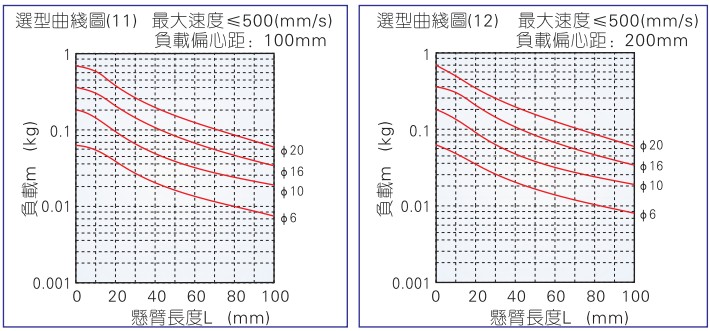 選型曲綫圖(11) 最大速度≤500(mm/s)
負載偏心距: 100mm
負載m (kg)
1
0.1
0.01
0.001
φ20
φ16
φ10
φ6
0 20 40 60 80 100
懸臂長度L (mm)
選型曲綫圖(12) 最大速度≤500(mm/s)
負載偏心距: 200mm
負載m (kg)
1
0.1
0.01
0.001
φ20
φ16
φ10
φ6
0 20 40 60 80 100
懸臂長度L (mm)